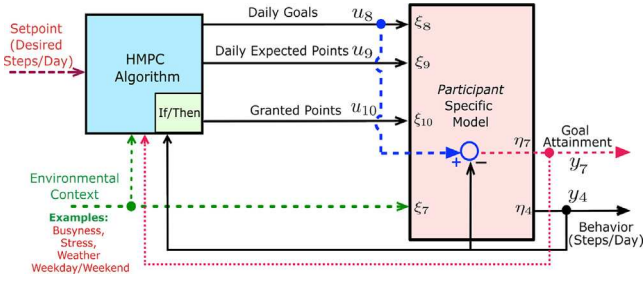 Setpoint
(Desired
Steps/Day)
HMPC
Algorithm
If/Then
Daily Goals u₈
Daily Expected Points u₉
Granted Points u₁₀
ξ₈
ξ₉
ξ₁₀
ξ₇
Participant
Specific
Model
+
−
η₇
η₄
Goal
Attainment
y₇
y₄
Behavior
(Steps/Day)
Environmental
Context
Examples:
Busyness,
Stress,
Weather
Weekday/Weekend